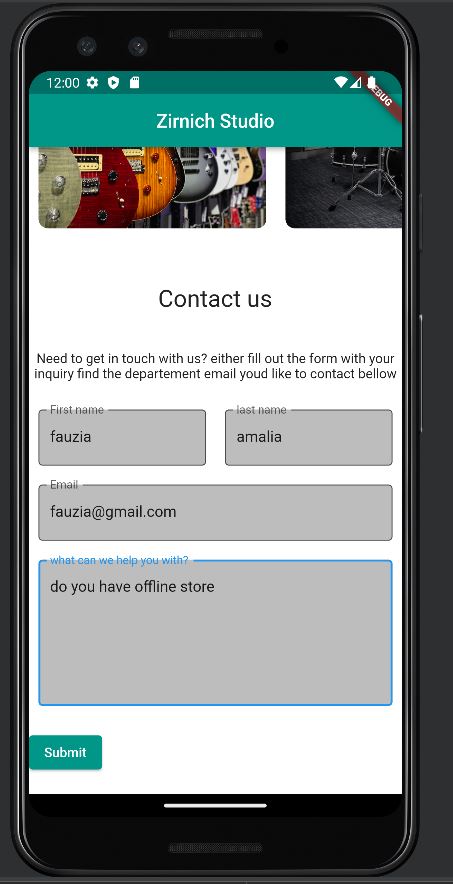 12:00
DEBUG
Zirnich Studio
Contact us
Need to get in touch with us? either fill out the form with your
inquiry find the departement email youd like to contact bellow
First name
last name
fauzia
amalia
Email
fauzia@gmail.com
what can we help you with?
do you have offline store
Submit